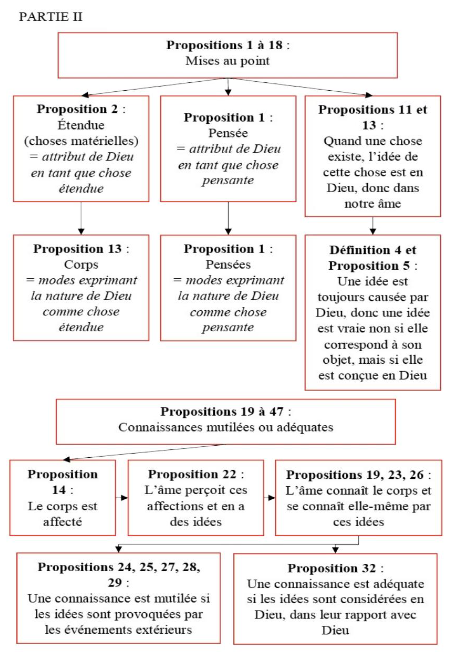 PARTIE II
Propositions 1 à 18 :
Mises au point
Proposition 2 :
Étendue
(choses matérielles)
= attribut de Dieu
en tant que chose
étendue
Proposition 1 :
Pensée
= attribut de Dieu
en tant que chose
pensante
Propositions 11 et
13 :
Quand une chose
existe, l’idée de
cette chose est en
Dieu, donc dans
notre âme
Proposition 13 :
Corps
= modes exprimant
la nature de Dieu
comme chose
étendue
Proposition 1 :
Pensées
= modes exprimant
la nature de Dieu
comme chose
pensante
Définition 4 et
Proposition 5 :
Une idée est
toujours causée par
Dieu, donc une idée
est vraie non si elle
correspond à son
objet, mais si elle
est conçue en Dieu
Propositions 19 à 47 :
Connaissances mutilées ou adéquates
Proposition
14 :
Le corps est
affecté
Proposition 22 :
L’âme perçoit ces
affections et en a
des idées
Propositions 19, 23, 26 :
L’âme connaît le corps et
se connaît elle-même par
ces idées
Propositions 24, 25, 27, 28,
29 :
Une connaissance est mutilée si
les idées sont provoquées par
les événements extérieurs
Proposition 32 :
Une connaissance est adéquate
si les idées sont considérées en
Dieu, dans leur rapport avec
Dieu